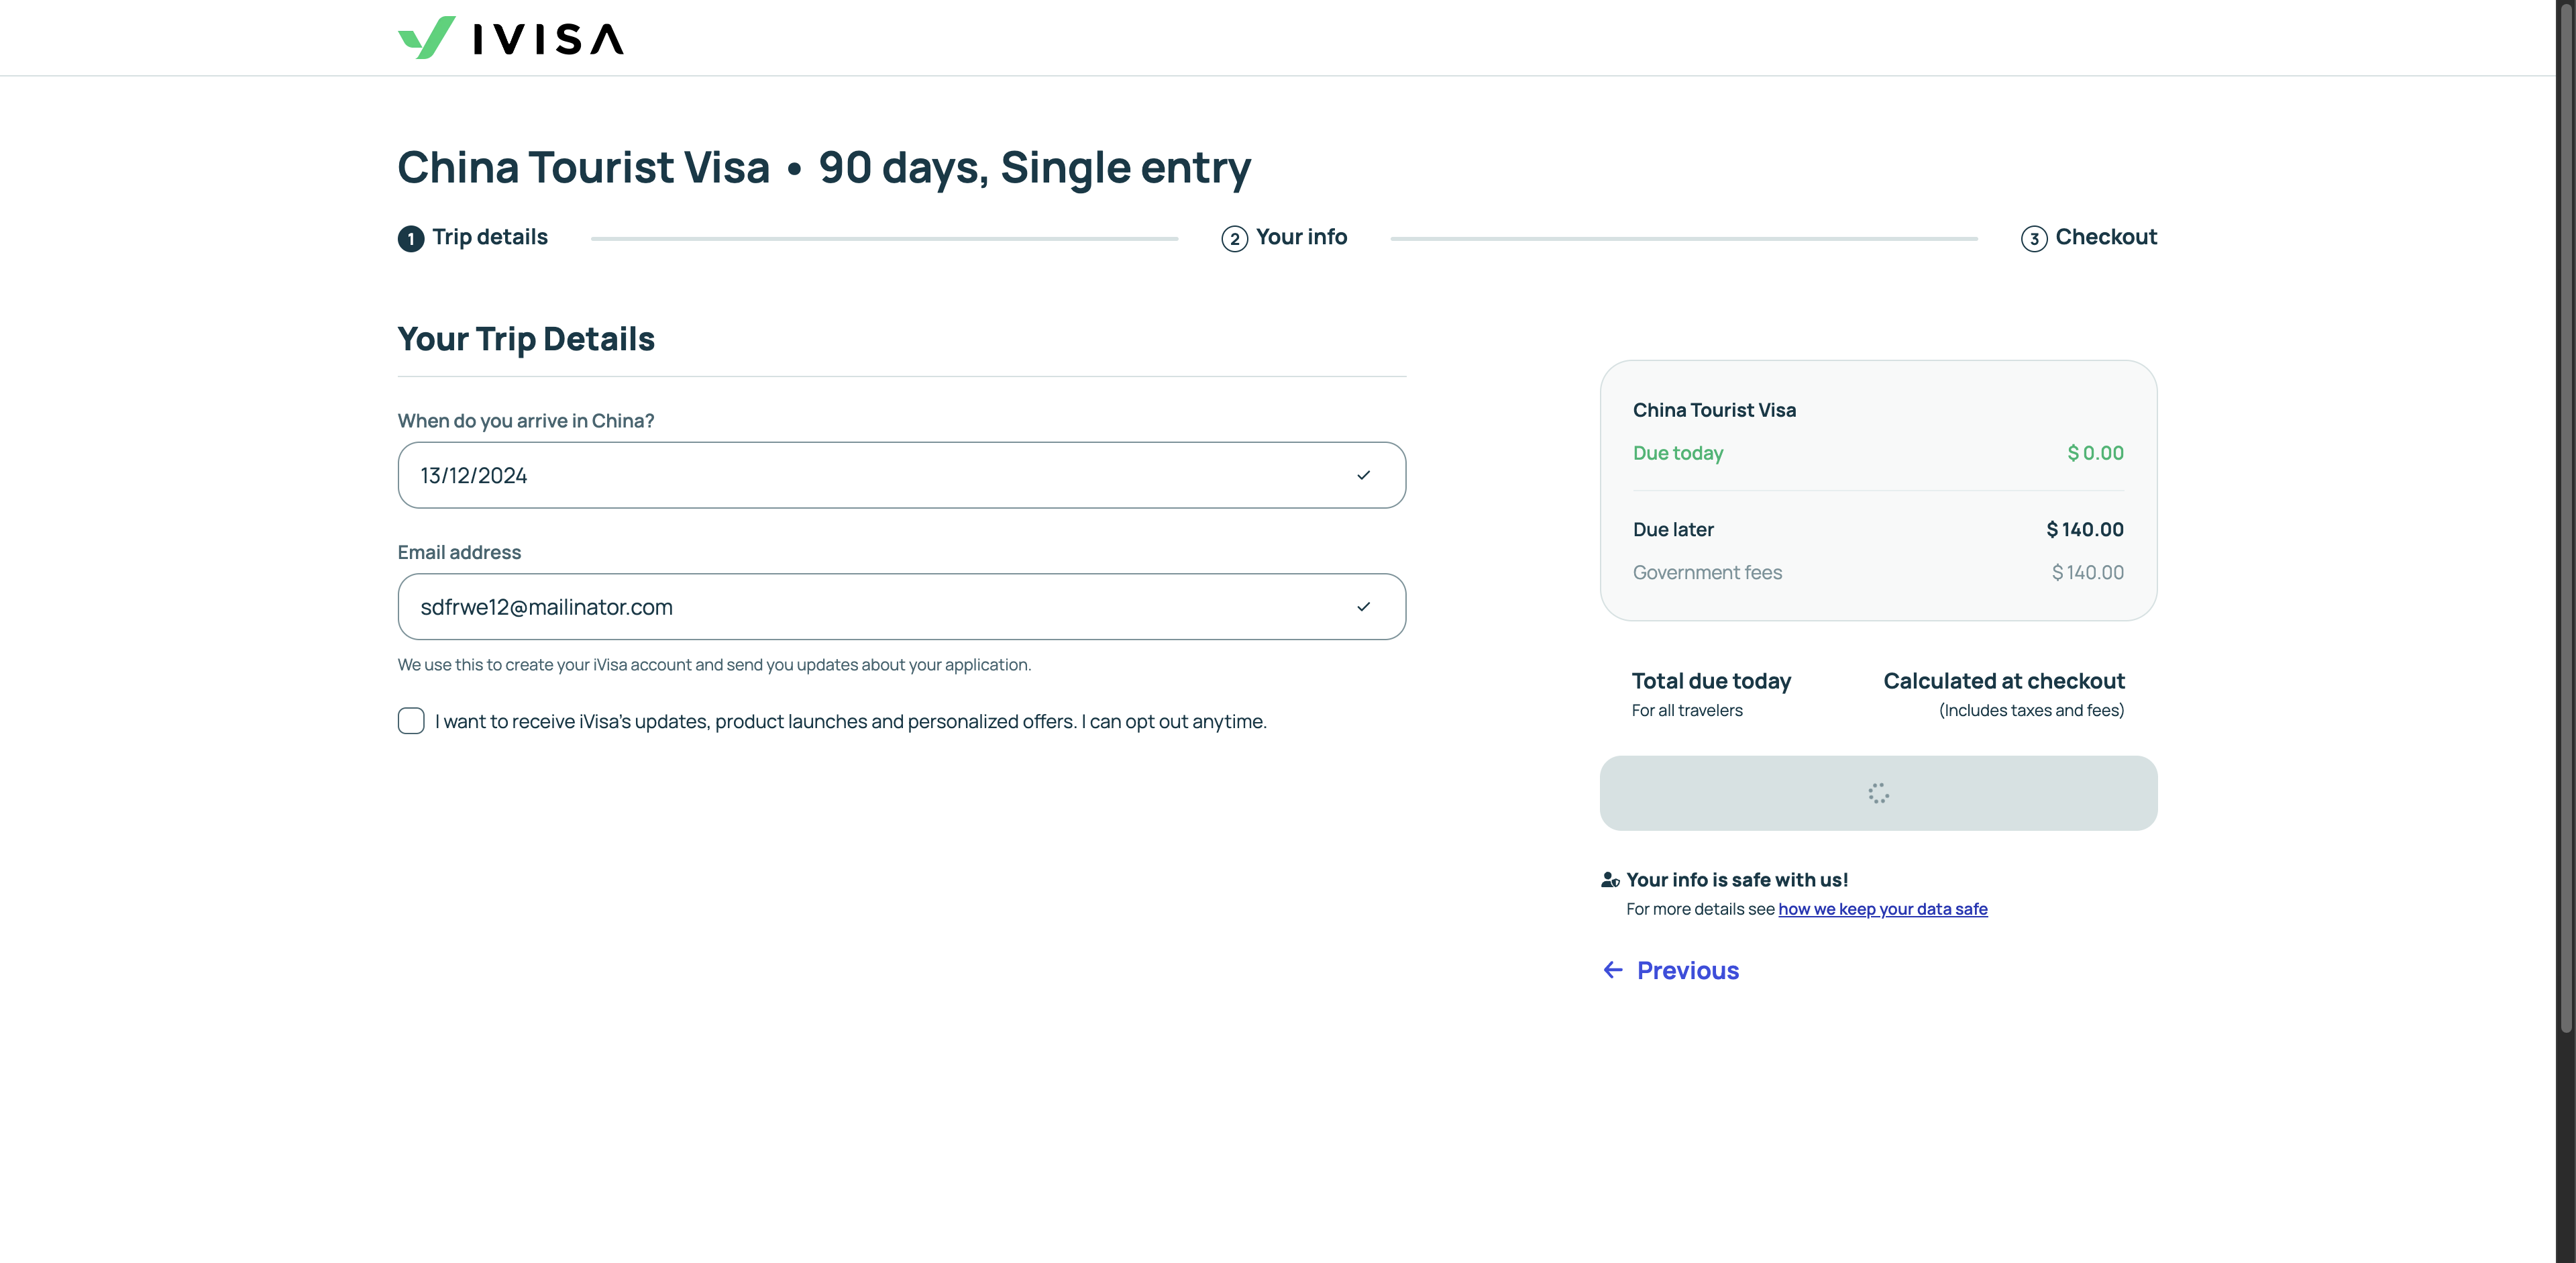 IVISA
China Tourist Visa • 90 days, Single entry
1 Trip details
2 Your info
3 Checkout
Your Trip Details
When do you arrive in China?
13/12/2024
Email address
sdfrwe12@mailinator.com
We use this to create your iVisa account and send you updates about your application.
I want to receive iVisa's updates, product launches and personalized offers. I can opt out anytime.
China Tourist Visa
Due today $ 0.00
Due later $ 140.00
Government fees $ 140.00
Total due today Calculated at checkout
For all travelers (Includes taxes and fees)
Your info is safe with us!
For more details see how we keep your data safe
← Previous